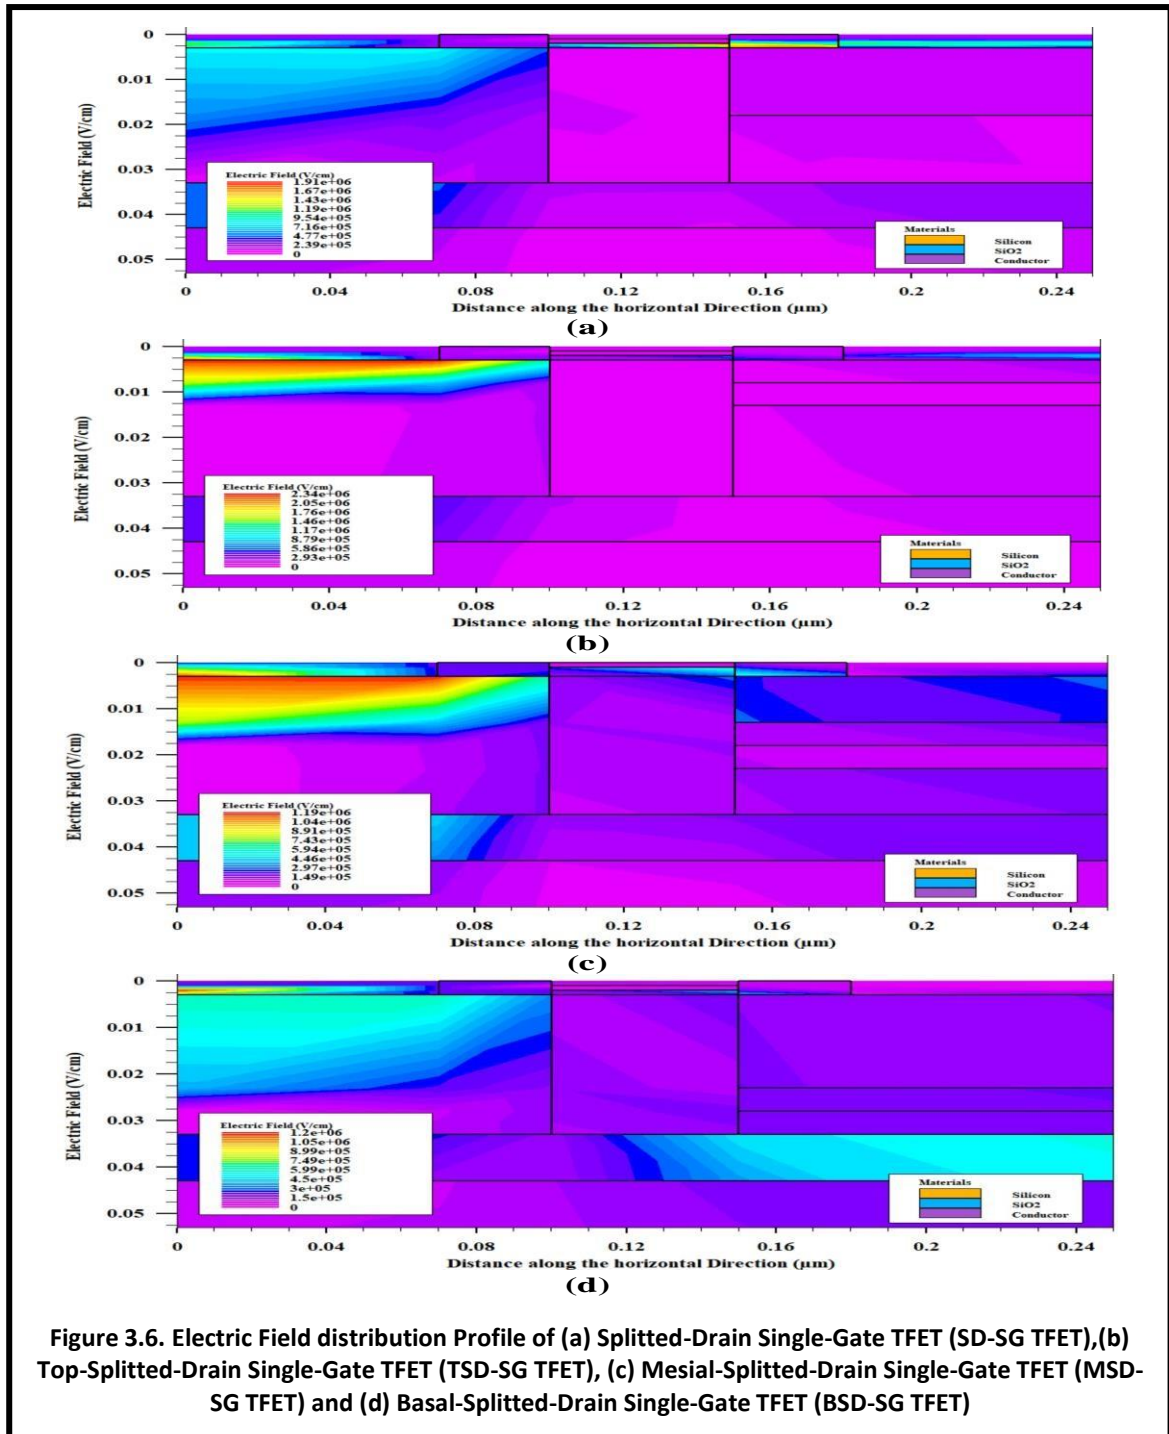 0
0.01
0.02
0.03
0.04
0.05
Electric Field (V/cm)
Electric Field (V/cm)
1.91e+06
1.67e+06
1.43e+06
1.19e+06
9.54e+05
7.16e+05
4.77e+05
2.39e+05
0
Materials
Silicon
SiO2
Conductor
0 0.04 0.08 0.12 0.16 0.2 0.24
Distance along the horizontal Direction (µm)
(a)
0
0.01
0.02
0.03
0.04
0.05
Electric Field (V/cm)
Electric Field (V/cm)
2.34e+06
2.05e+06
1.76e+06
1.46e+06
1.17e+06
8.79e+05
5.86e+05
2.93e+05
0
Materials
Silicon
SiO2
Conductor
0 0.04 0.08 0.12 0.16 0.2 0.24
Distance along the horizontal Direction (µm)
(b)
0
0.01
0.02
0.03
0.04
0.05
Electric Field (V/cm)
Electric Field (V/cm)
1.19e+06
1.04e+06
8.91e+05
7.43e+05
5.94e+05
4.46e+05
2.97e+05
1.49e+05
0
Materials
Silicon
SiO2
Conductor
0 0.04 0.08 0.12 0.16 0.2 0.24
Distance along the horizontal Direction (µm)
(c)
0
0.01
0.02
0.03
0.04
0.05
Electric Field (V/cm)
Electric Field (V/cm)
1.2e+06
1.05e+06
8.99e+05
7.49e+05
5.99e+05
4.5e+05
3e+05
1.5e+05
0
Materials
Silicon
SiO2
Conductor
0 0.04 0.08 0.12 0.16 0.2 0.24
Distance along the horizontal Direction (µm)
(d)
Figure 3.6. Electric Field distribution Profile of (a) Splitted-Drain Single-Gate TFET (SD-SG TFET),(b)
Top-Splitted-Drain Single-Gate TFET (TSD-SG TFET), (c) Mesial-Splitted-Drain Single-Gate TFET (MSD-
SG TFET) and (d) Basal-Splitted-Drain Single-Gate TFET (BSD-SG TFET)